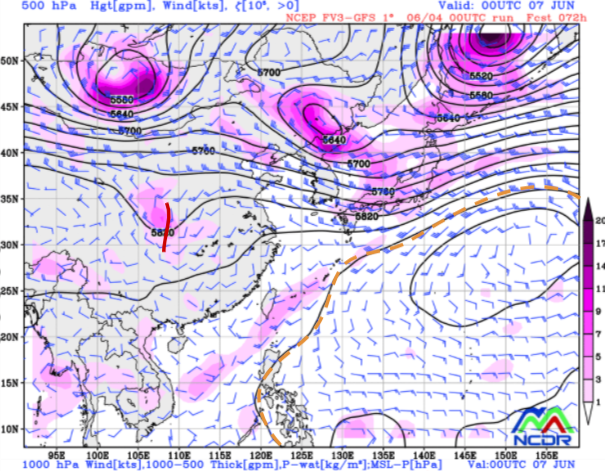 500 hPa Hgt[gpm], Wind[kts], ζ[10⁵, >0] Valid: 00UTC 07 JUN
NCEP FV3-GFS 1° 06/04 00UTC run Fcst 072h
50N
45N
40N
35N
30N
25N
20N
15N
10N
5700
5520
5580
5580
5640
5640
5640
5700
5700
5760
5760
5820
5820
20
17
14
11
9
7
5
3
1
NCDR
95E 100E 105E 110E 115E 120E 125E 130E 135E 140E 145E 150E 155E
1000 hPa Wind[kts],1000-500 Thick[gpm],P-wat[kg/m²];MSL-P[hPa] Val:00UTC 07 JUN